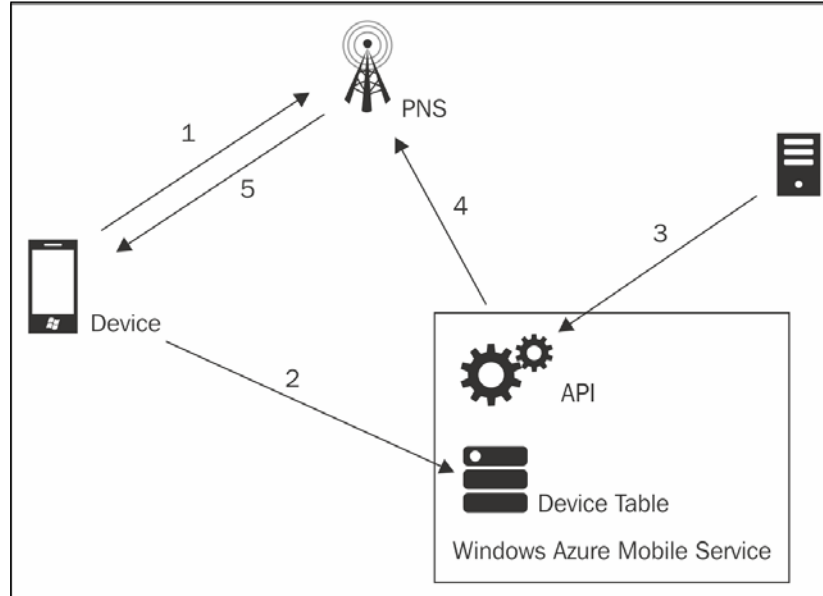 PNS
1
5
4
3
Device
2
API
Device Table
Windows Azure Mobile Service